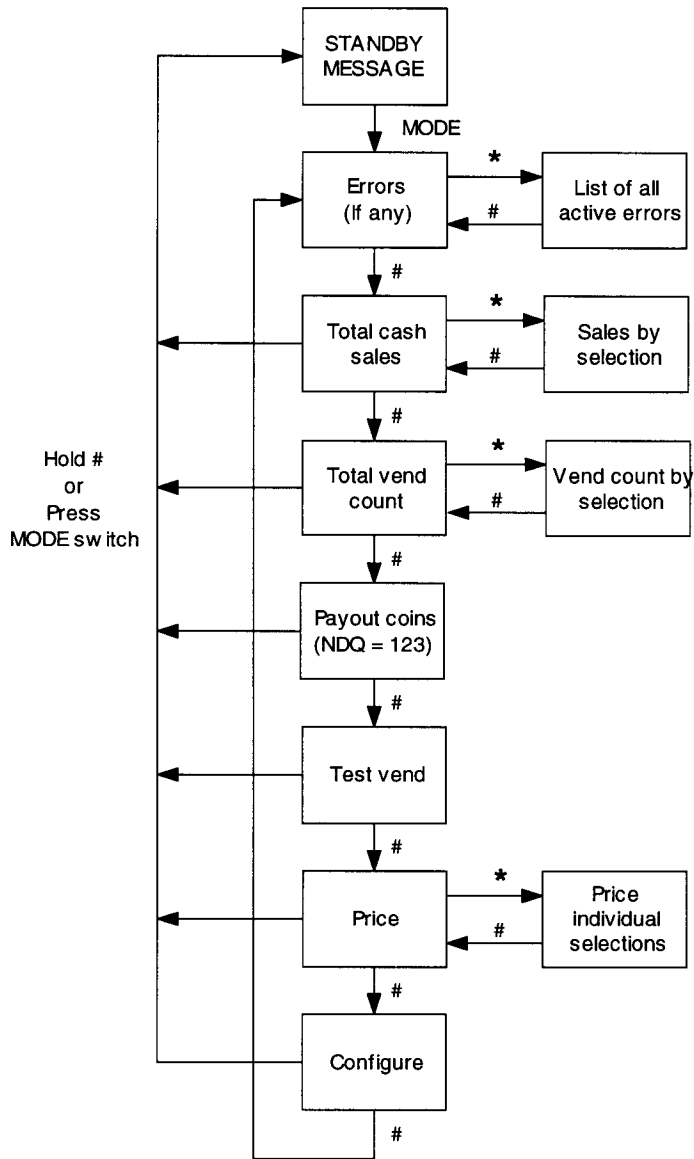 STANDBY
MESSAGE
MODE
Errors
(If any)
*
#
List of all
active errors
#
Total cash
sales
*
#
Sales by
selection
#
Total vend
count
*
#
Vend count by
selection
Hold #
or
Press
MODE switch
#
Payout coins
(NDQ = 123)
#
Test vend
#
Price
*
#
Price
individual
selections
#
Configure
#